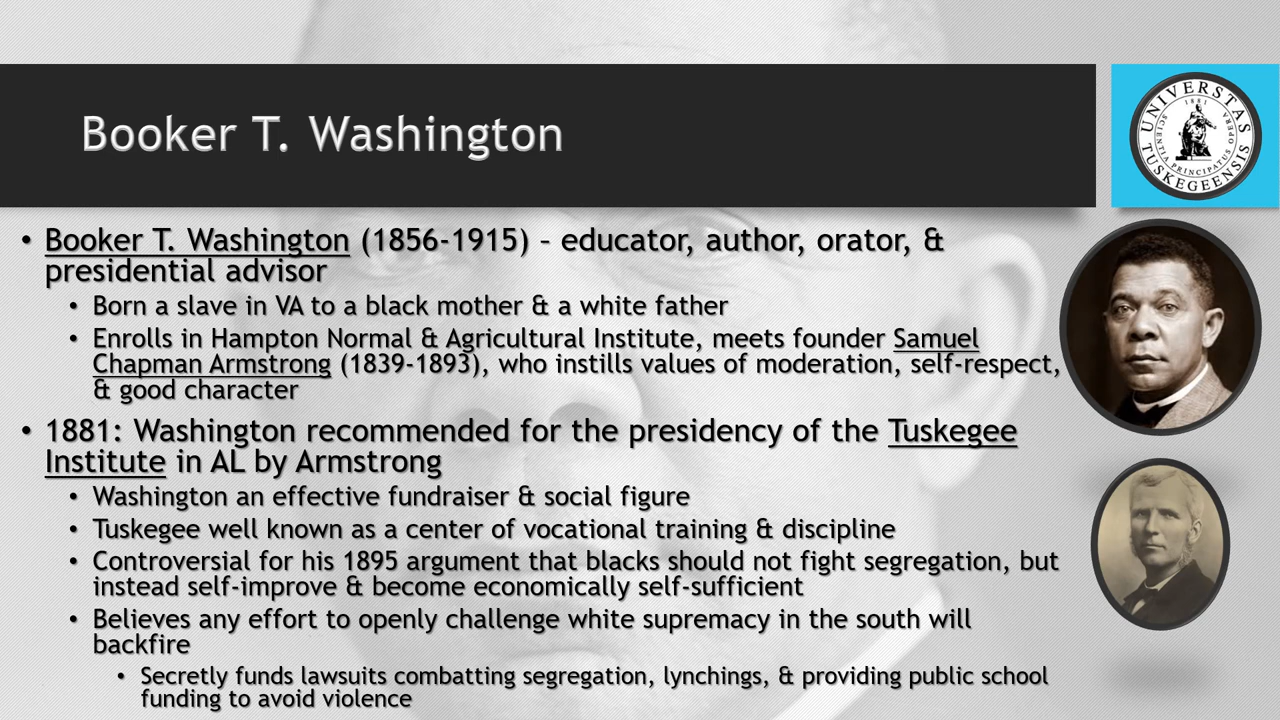 Booker T. Washington
UNIVERSTAS TUSKEGEENSIS
1881
SCIENTIA PRINCIPATUS OPERA
• Booker T. Washington (1856-1915) – educator, author, orator, &
presidential advisor
• Born a slave in VA to a black mother & a white father
• Enrolls in Hampton Normal & Agricultural Institute, meets founder Samuel
Chapman Armstrong (1839-1893), who instills values of moderation, self-respect,
& good character
• 1881: Washington recommended for the presidency of the Tuskegee
Institute in AL by Armstrong
• Washington an effective fundraiser & social figure
• Tuskegee well known as a center of vocational training & discipline
• Controversial for his 1895 argument that blacks should not fight segregation, but
instead self-improve & become economically self-sufficient
• Believes any effort to openly challenge white supremacy in the south will
backfire
• Secretly funds lawsuits combatting segregation, lynchings, & providing public school
funding to avoid violence